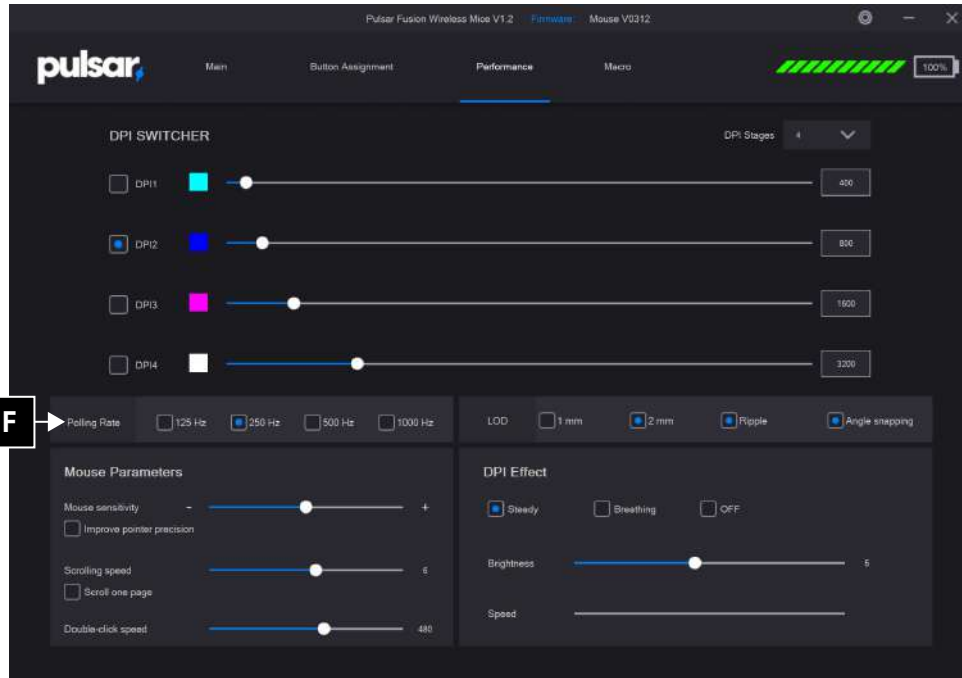 Pulsar Fusion Wireless Mice V1.2 Firmware Mouse V0312
pulsar
Main Button Assignment Performance Macro 100%
DPI SWITCHER DPI Stages 4
DPI1 400
DPI2 800
DPI3 1600
DPI4 3200
F
Polling Rate 125 Hz 250 Hz 500 Hz 1000 Hz LOD 1 mm 2 mm Ripple Angle snapping
Mouse Parameters
Mouse sensitivity - +
Improve pointer precision
Scrolling speed 6
Scroll one page
Double-click speed 480
DPI Effect
Steady Breathing OFF
Brightness 5
Speed